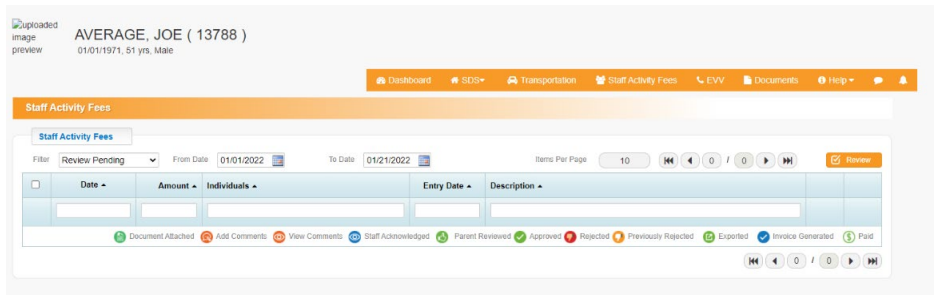 uploaded
image
preview
AVERAGE, JOE ( 13788 )
01/01/1971, 51 yrs, Male
Dashboard SDS Transportation Staff Activity Fees EVV Documents Help
Staff Activity Fees
Staff Activity Fees
Filter Review Pending From Date 01/01/2022 To Date 01/21/2022 Items Per Page 10 0 / 0 Review
Date Amount Individuals Entry Date Description
Document Attached Add Comments View Comments Staff Acknowledged Parent Reviewed Approved Rejected Previously Rejected Exported Invoice Generated $ Paid
0 / 0